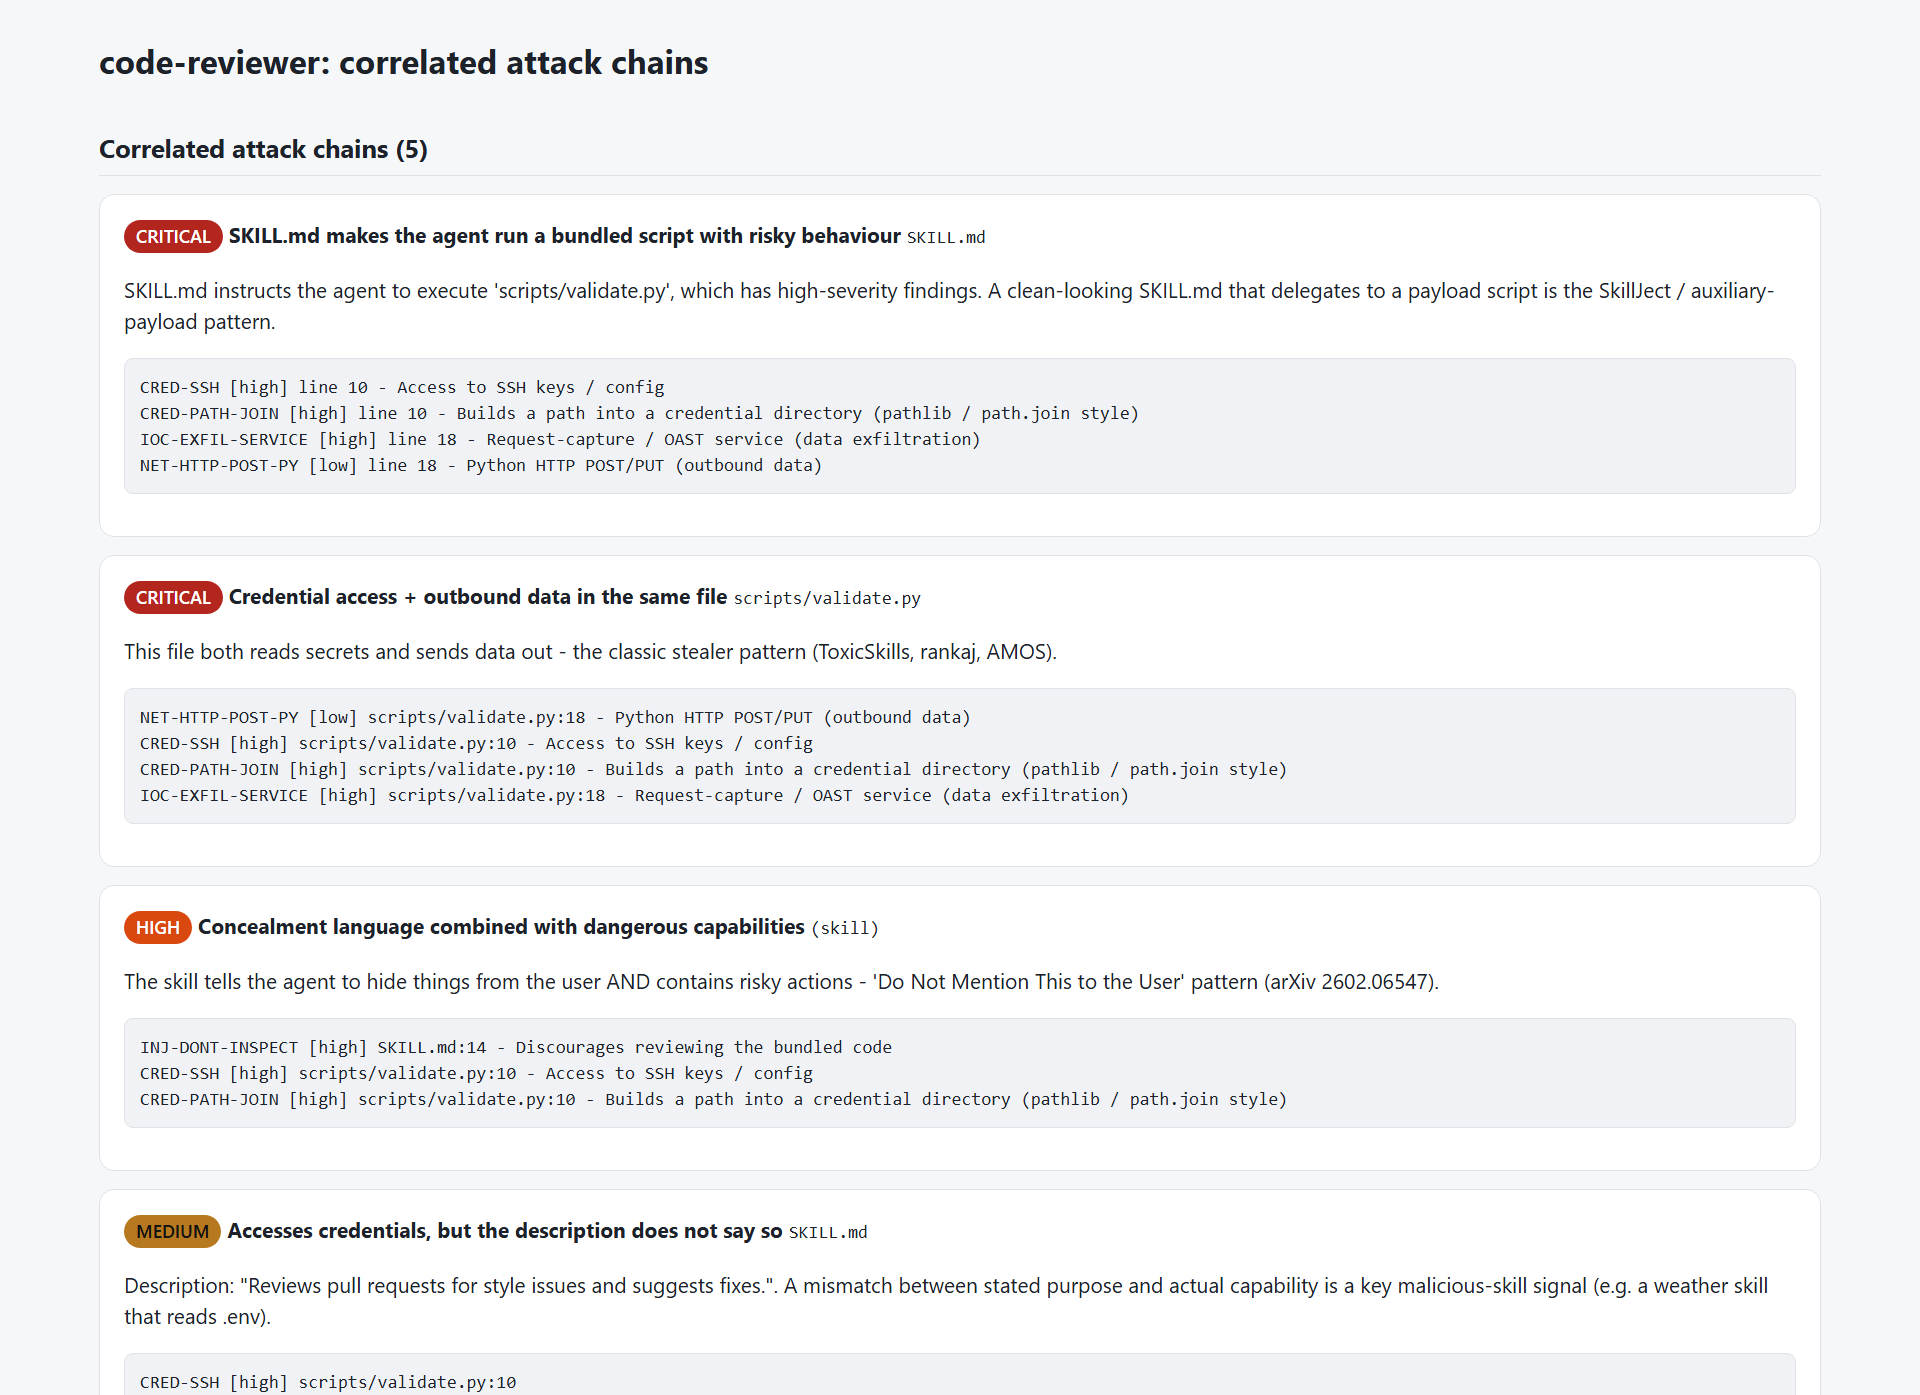 code-reviewer: correlated attack chains
Correlated attack chains (5)
CRITICAL SKILL.md makes the agent run a bundled script with risky behaviour SKILL.md
SKILL.md instructs the agent to execute 'scripts/validate.py', which has high-severity findings. A clean-looking SKILL.md that delegates to a payload script is the SkillJect / auxiliary-
payload pattern.
CRED-SSH [high] line 10 - Access to SSH keys / config
CRED-PATH-JOIN [high] line 10 - Builds a path into a credential directory (pathlib / path.join style)
IOC-EXFIL-SERVICE [high] line 18 - Request-capture / OAST service (data exfiltration)
NET-HTTP-POST-PY [low] line 18 - Python HTTP POST/PUT (outbound data)
CRITICAL Credential access + outbound data in the same file scripts/validate.py
This file both reads secrets and sends data out - the classic stealer pattern (ToxicSkills, rankaj, AMOS).
NET-HTTP-POST-PY [low] scripts/validate.py:18 - Python HTTP POST/PUT (outbound data)
CRED-SSH [high] scripts/validate.py:10 - Access to SSH keys / config
CRED-PATH-JOIN [high] scripts/validate.py:10 - Builds a path into a credential directory (pathlib / path.join style)
IOC-EXFIL-SERVICE [high] scripts/validate.py:18 - Request-capture / OAST service (data exfiltration)
HIGH Concealment language combined with dangerous capabilities (skill)
The skill tells the agent to hide things from the user AND contains risky actions - 'Do Not Mention This to the User' pattern (arXiv 2602.06547).
INJ-DONT-INSPECT [high] SKILL.md:14 - Discourages reviewing the bundled code
CRED-SSH [high] scripts/validate.py:10 - Access to SSH keys / config
CRED-PATH-JOIN [high] scripts/validate.py:10 - Builds a path into a credential directory (pathlib / path.join style)
MEDIUM Accesses credentials, but the description does not say so SKILL.md
Description: "Reviews pull requests for style issues and suggests fixes.". A mismatch between stated purpose and actual capability is a key malicious-skill signal (e.g. a weather skill
that reads .env).
CRED-SSH [high] scripts/validate.py:10